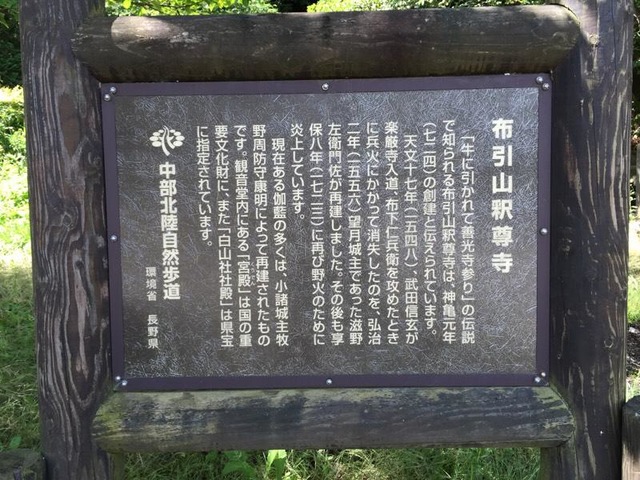 布引山釈尊寺
「牛に引かれて善光寺参り」の伝説
で知られる布引山釈尊寺は、神亀元年
(七二四)の創建と伝えられています。
天文十七年(一五四八)、武田信玄が
楽厳寺入道、布下仁兵衛を攻めたとき
に兵火にかかって消失したのを、弘治
二年(一五五六)望月城主であった滋野
左衛門佐が再建しました。その後も享
保八年(一七二三)に再び野火のために
炎上しています。
現在ある伽藍の多くは、小諸城主牧
野周防守康明によって再建されたもの
です。観音堂内にある「宮殿」は国の重
要文化財に、また「白山社社殿」は県宝
に指定されています。
中部北陸自然歩道
環境省 長野県